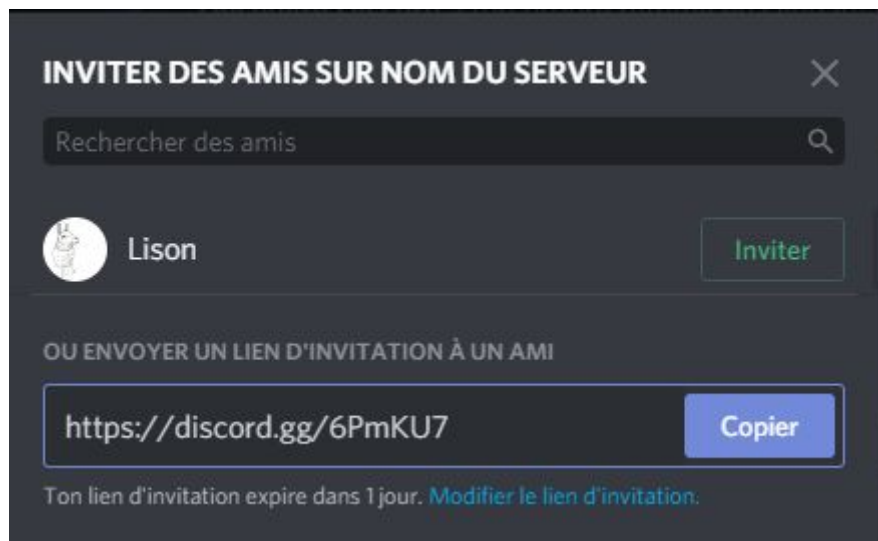 INVITER DES AMIS SUR NOM DU SERVEUR
Rechercher des amis
Lison
Inviter
OU ENVOYER UN LIEN D'INVITATION À UN AMI
https://discord.gg/6PmKU7
Copier
Ton lien d'invitation expire dans 1 jour. Modifier le lien d'invitation.